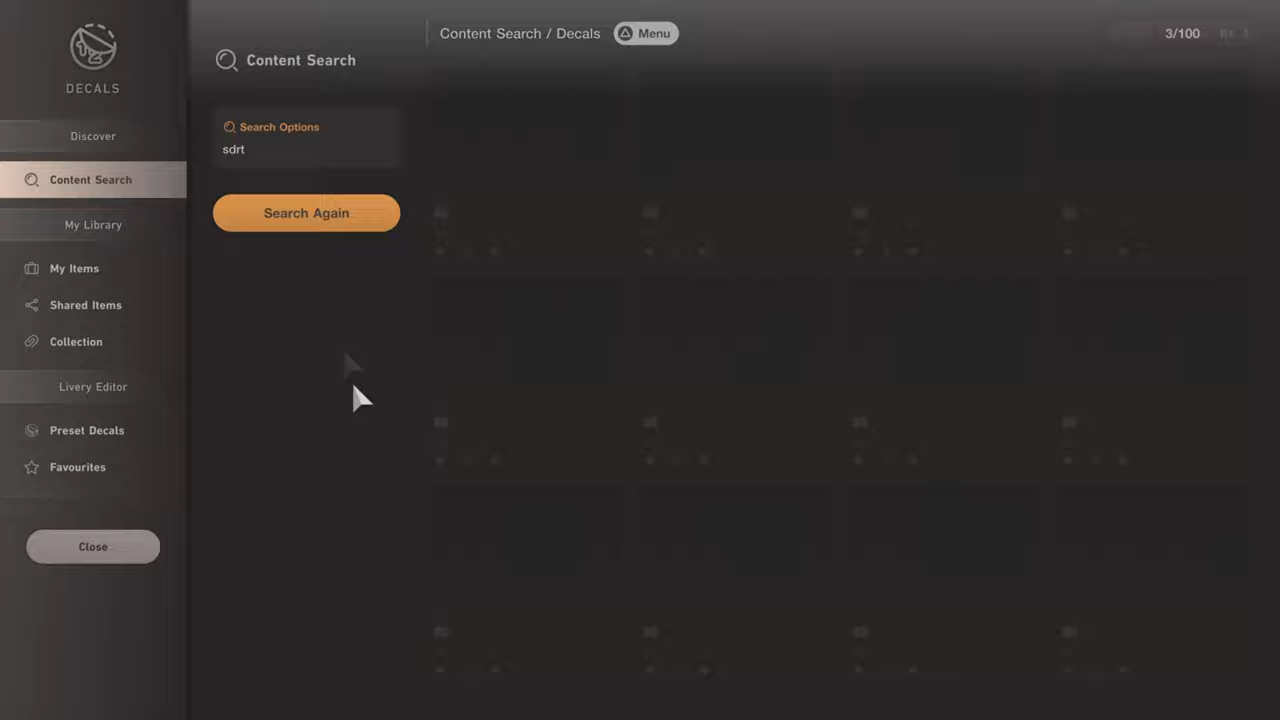 DECALS
Discover
Content Search
My Library
My Items
Shared Items
Collection
Livery Editor
Preset Decals
Favourites
Close
Content Search
Search Options
sdrt
Search Again
Content Search / Decals
Menu
3/100